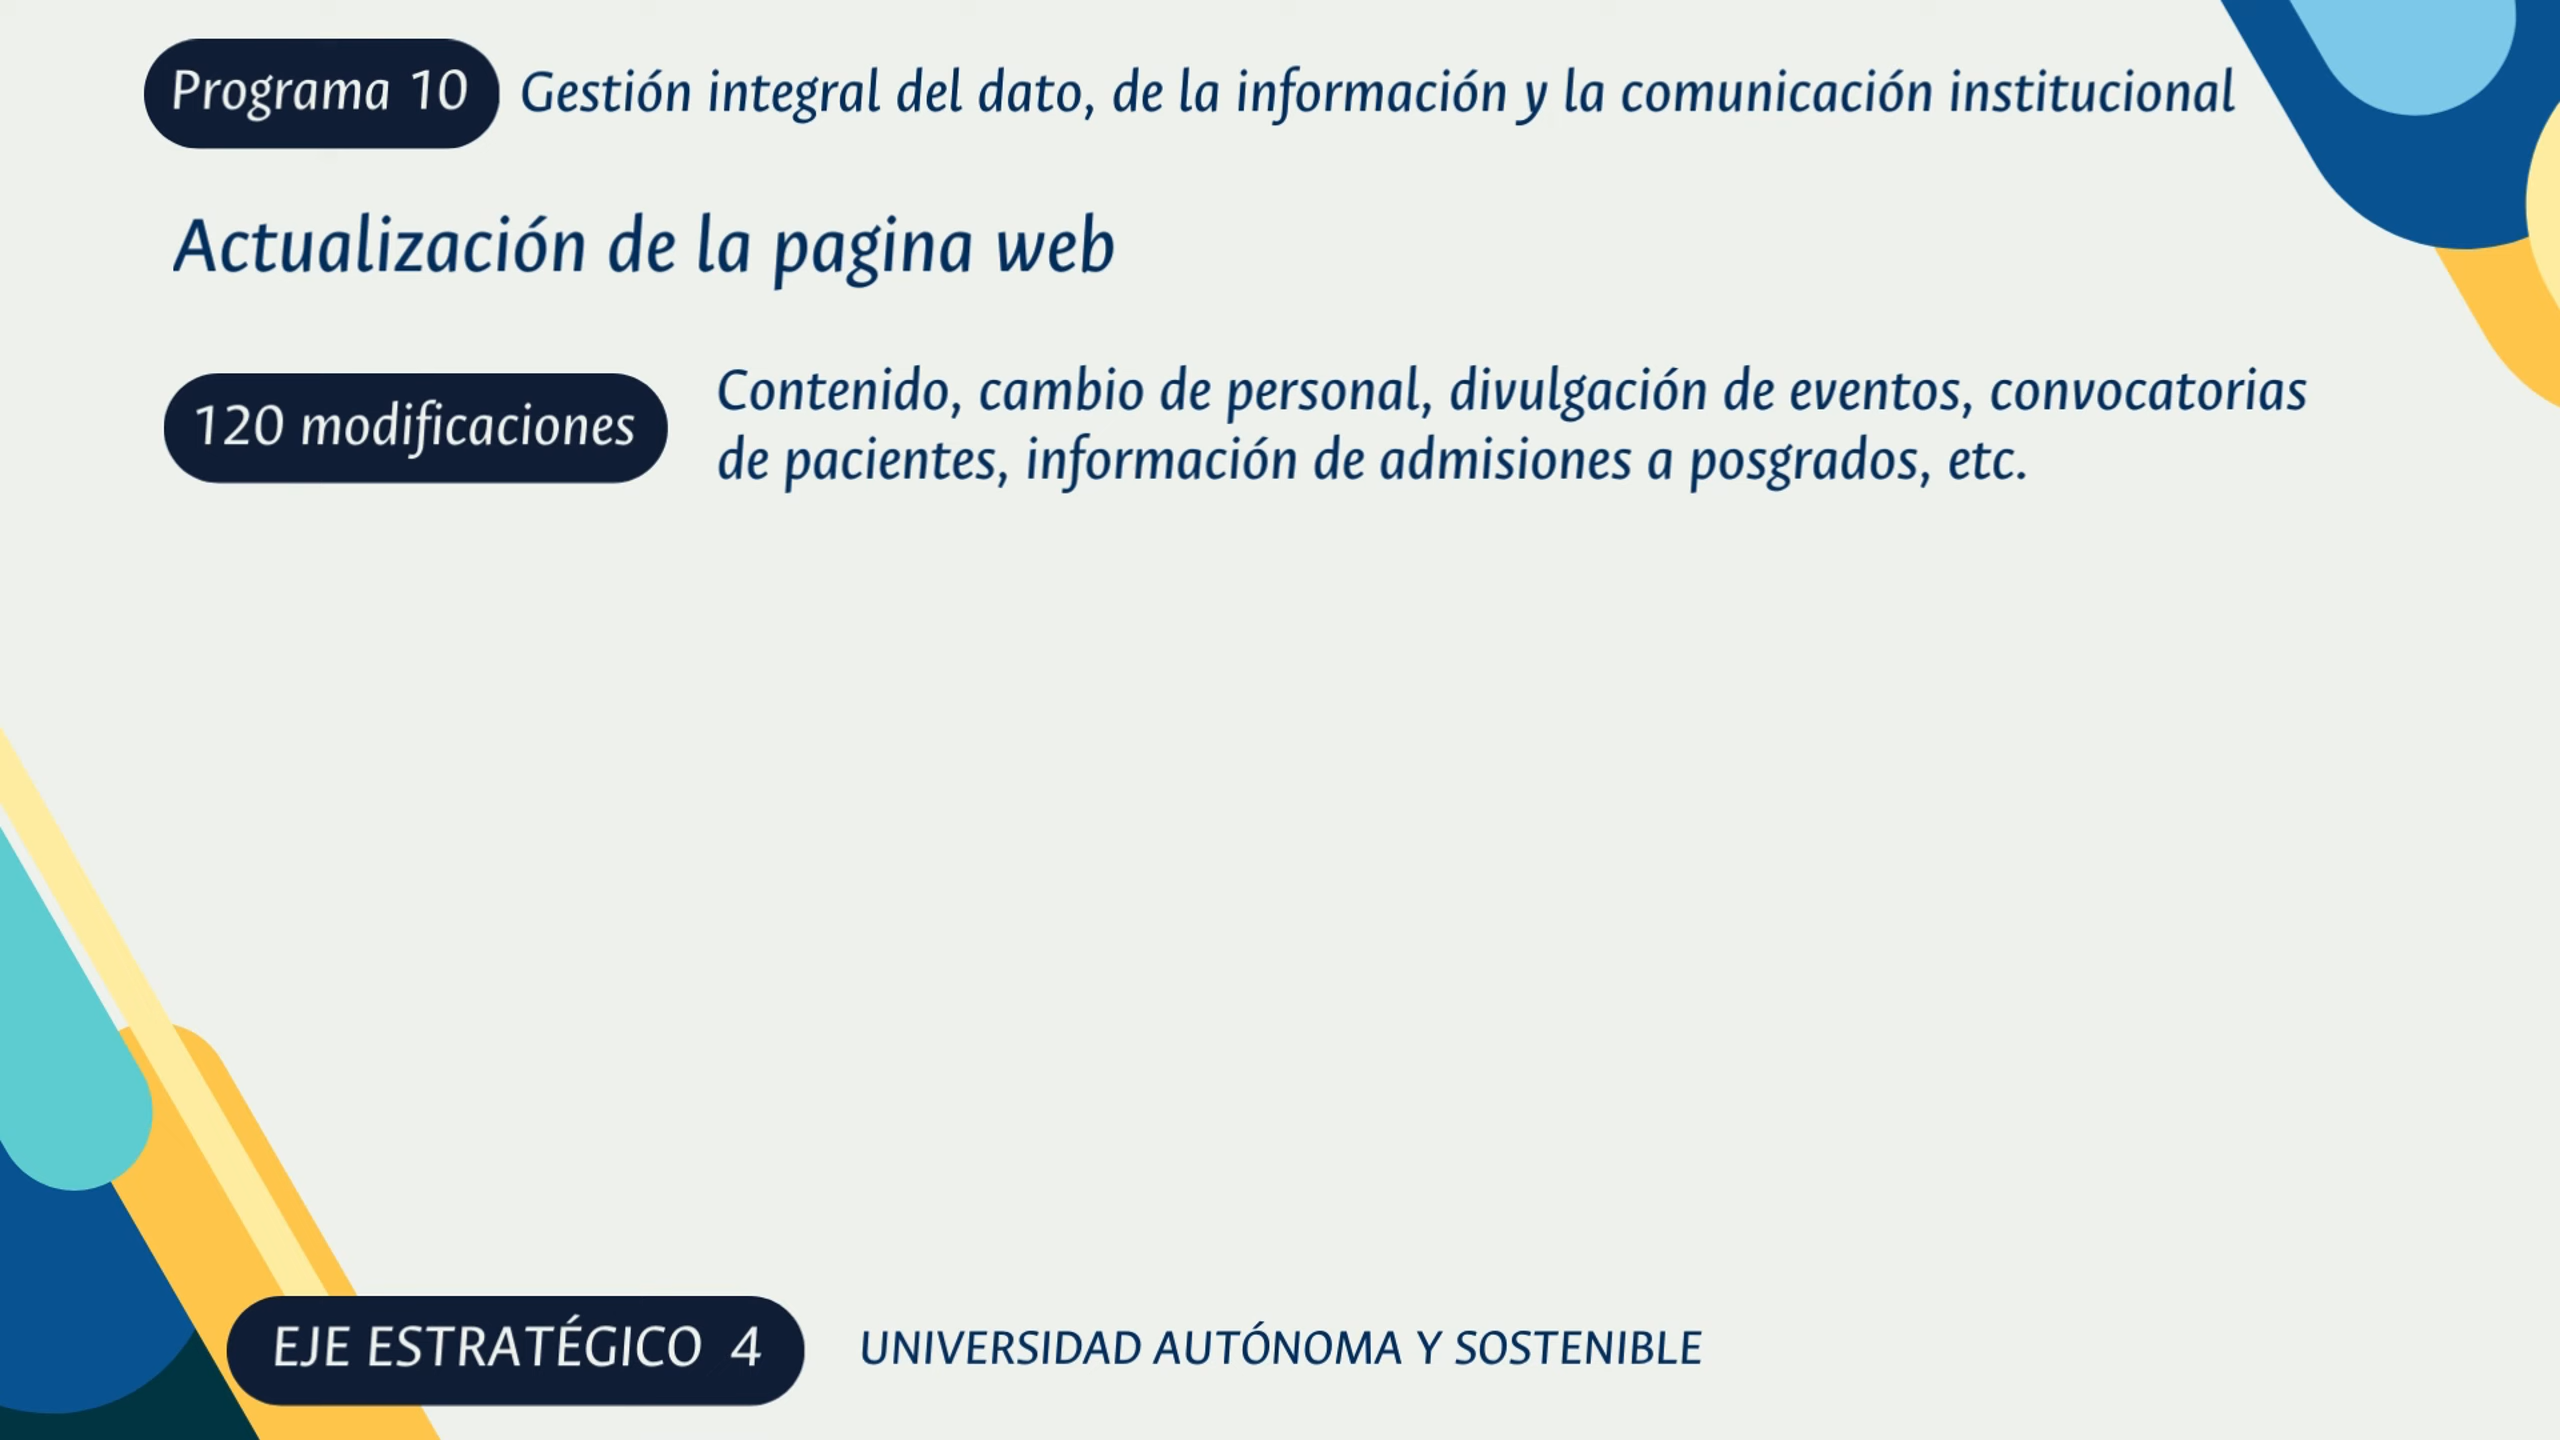 Programa 10 Gestión integral del dato, de la información y la comunicación institucional
Actualización de la pagina web
120 modificaciones
Contenido, cambio de personal, divulgación de eventos, convocatorias
de pacientes, información de admisiones a posgrados, etc.
EJE ESTRATÉGICO 4 UNIVERSIDAD AUTÓNOMA Y SOSTENIBLE